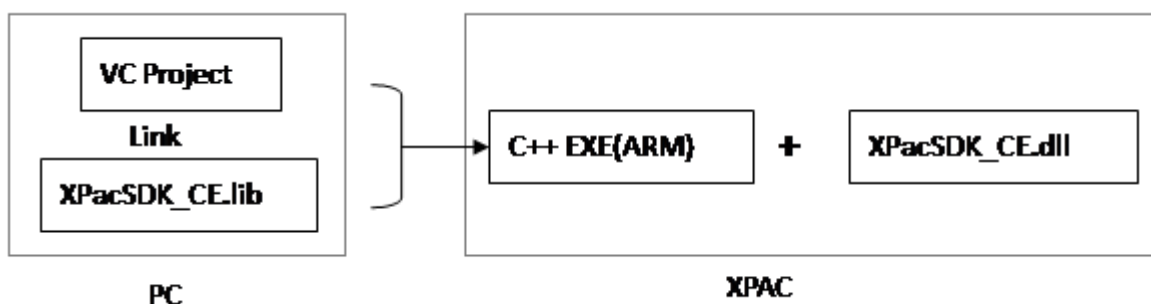 VC Project
Link
XPacSDK_CE.lib
PC
C++ EXE(ARM) + XPacSDK_CE.dll
XPAC